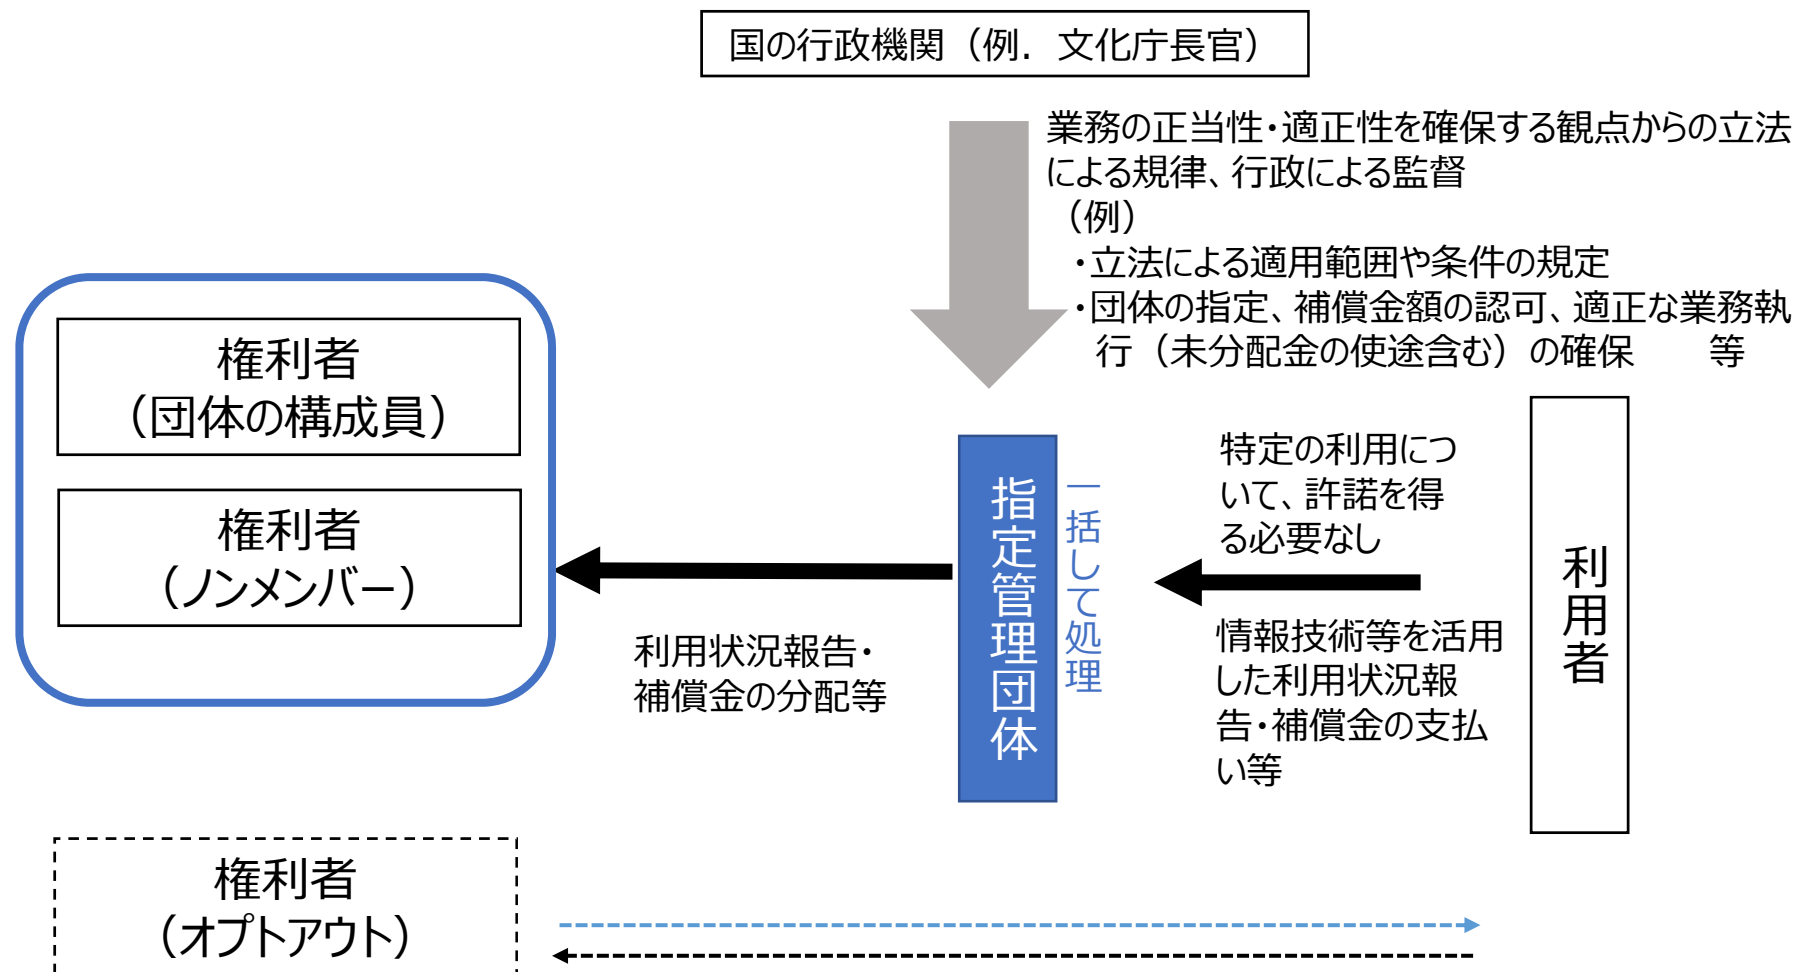 国の行政機関（例．文化庁長官）
業務の正当性・適正性を確保する観点からの立法
による規律、行政による監督
（例）
・立法による適用範囲や条件の規定
・団体の指定、補償金額の認可、適正な業務執
行（未分配金の使途含む）の確保　　等
権利者
（団体の構成員）
権利者
（ノンメンバー）
利用状況報告・
補償金の分配等
指定管理団体
一括して処理
特定の利用につ
いて、許諾を得
る必要なし
情報技術等を活用
した利用状況報
告・補償金の支払
い等
利用者
権利者
（オプトアウト）